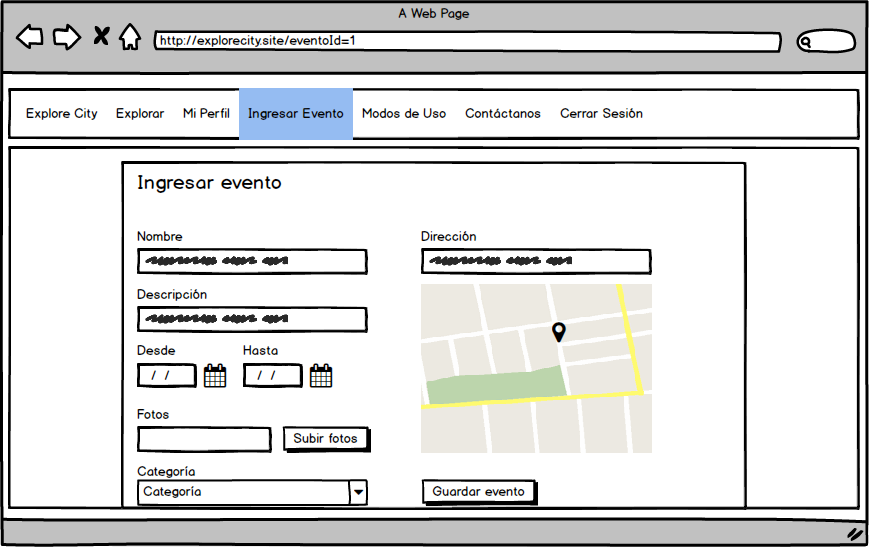 A Web Page
http://explorecity.site/eventoId=1
Explore City Explorar Mi Perfil Ingresar Evento Modos de Uso Contáctanos Cerrar Sesión
Ingresar evento
Nombre
Dirección
Descripción
Desde Hasta
/ / / /
Fotos
Subir fotos
Categoría
Categoría
Guardar evento